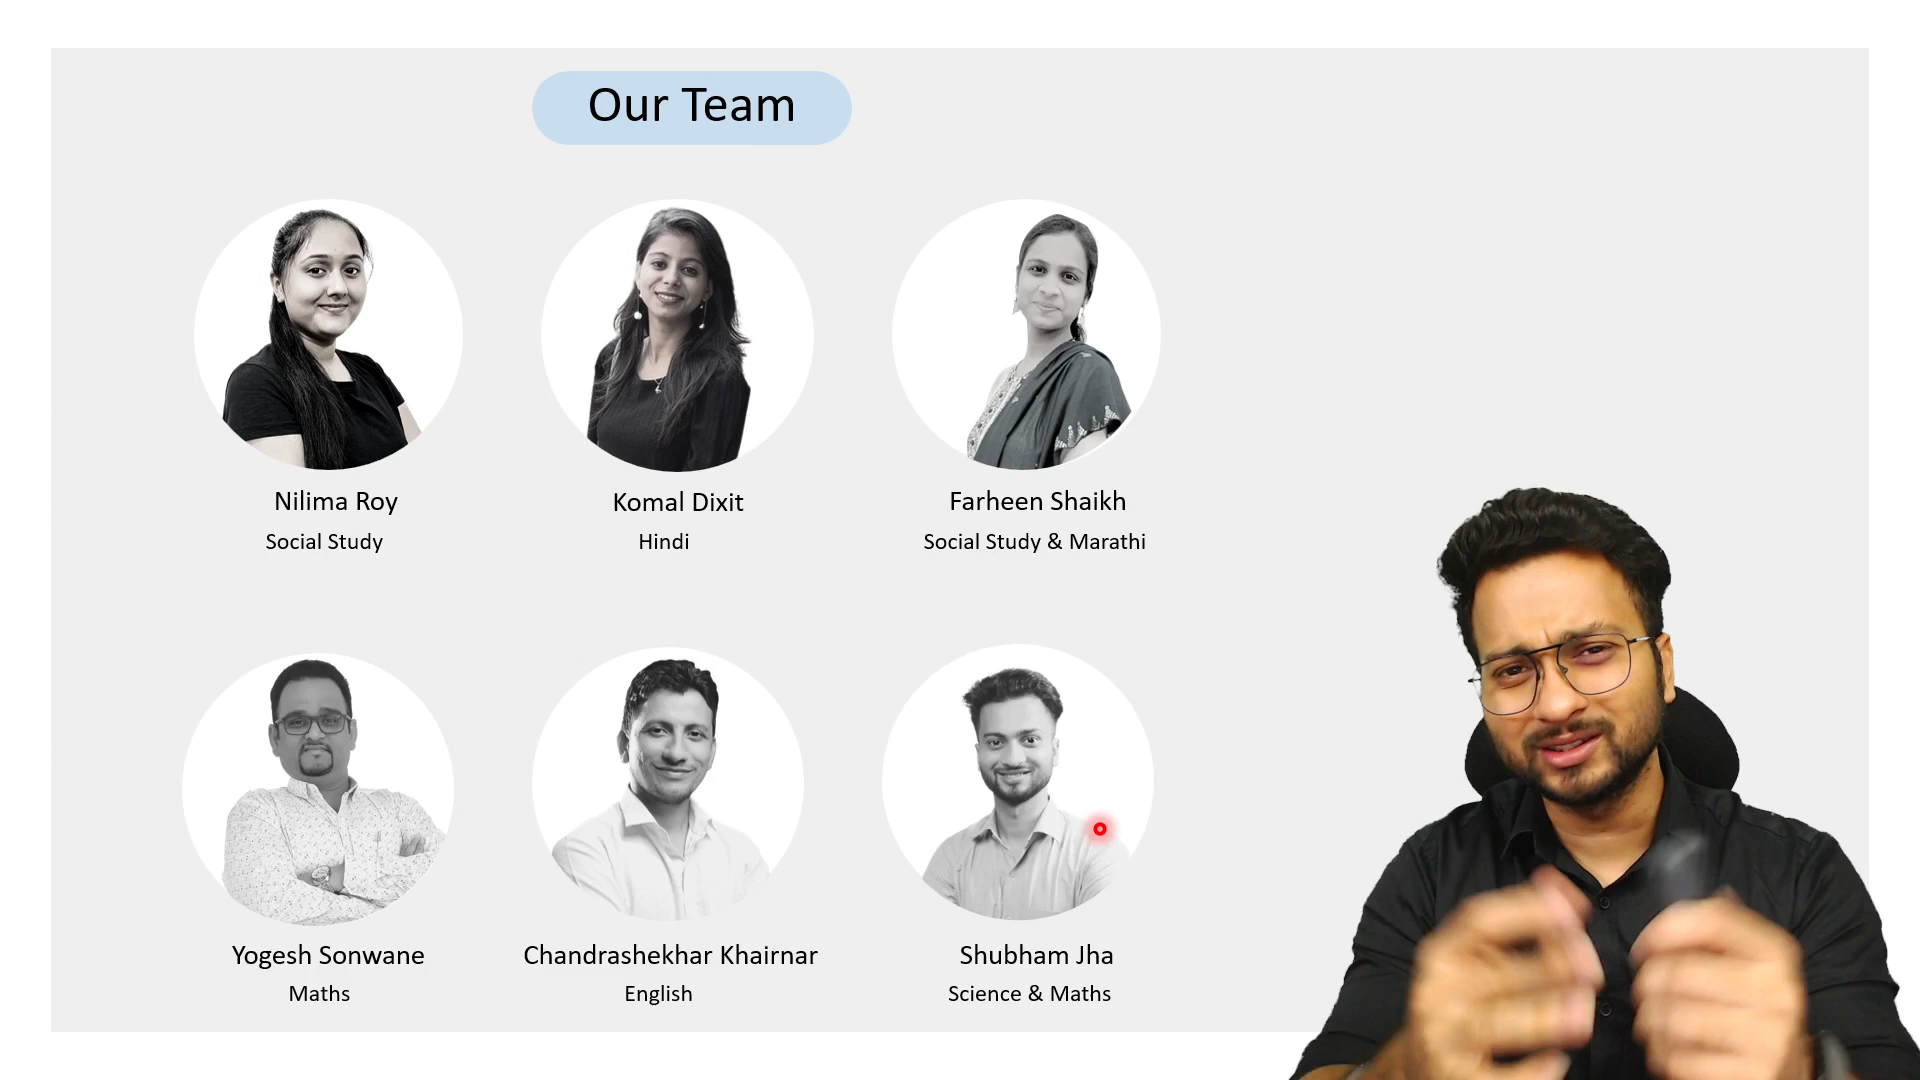 Our Team
Nilima Roy
Social Study
Komal Dixit
Hindi
Farheen Shaikh
Social Study & Marathi
Yogesh Sonwane
Maths
Chandrashekhar Khairnar
English
Shubham Jha
Science & Maths